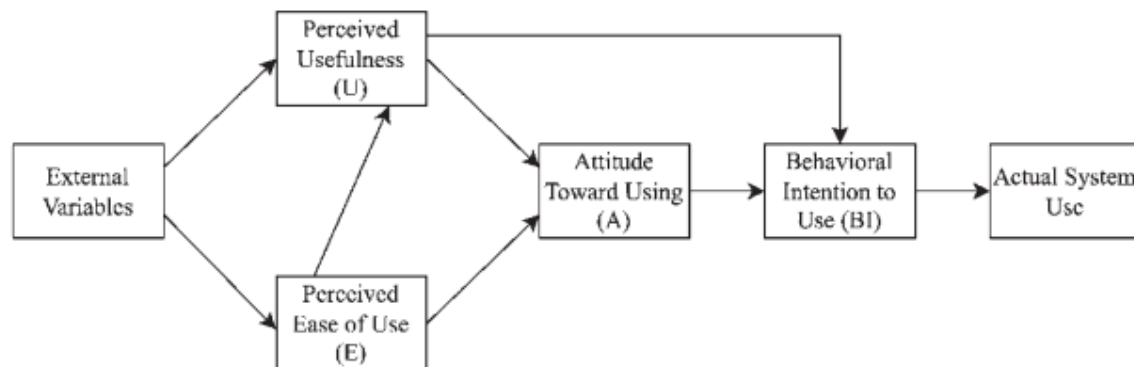 Perceived
Usefulness
(U)
External
Variables
Attitude
Toward Using
(A)
Behavioral
Intention to
Use (BI)
Actual System
Use
Perceived
Ease of Use
(E)